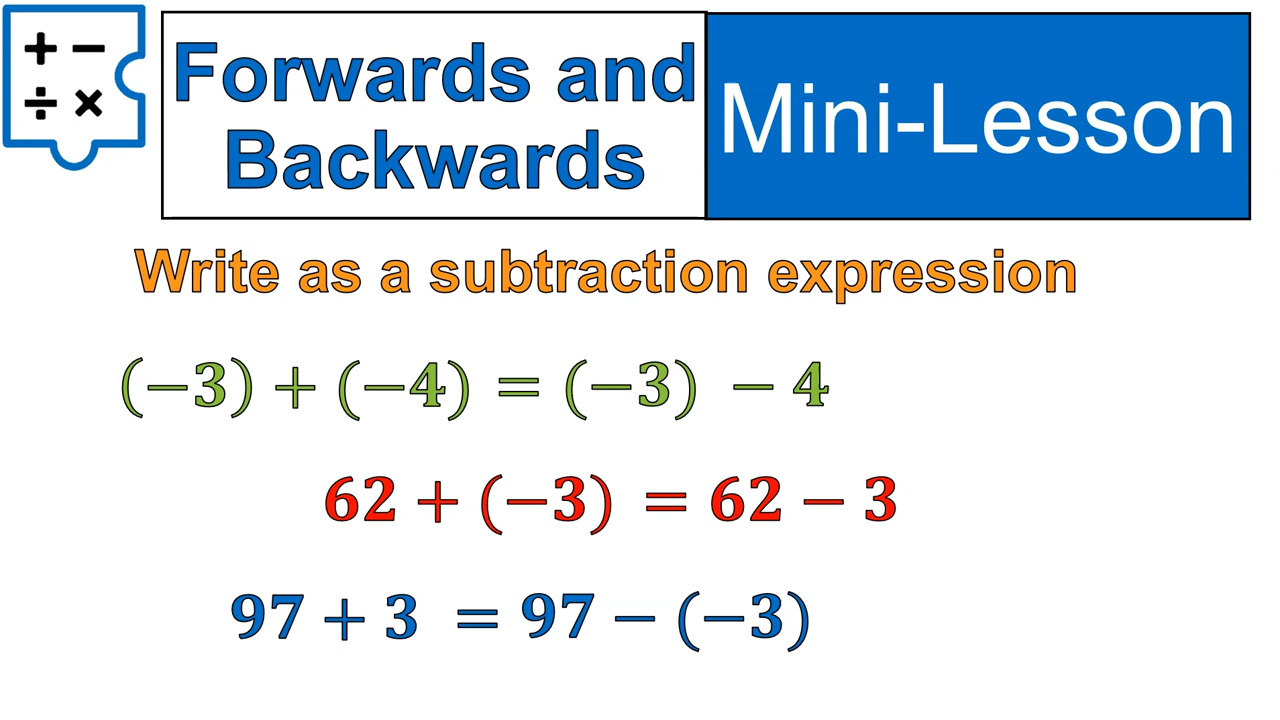 + −
÷ ×
Forwards and
Backwards
Mini-Lesson
Write as a subtraction expression
(−3) + (−4) = (−3) − 4
62 + (−3) = 62 − 3
97 + 3 = 97 − (−3)